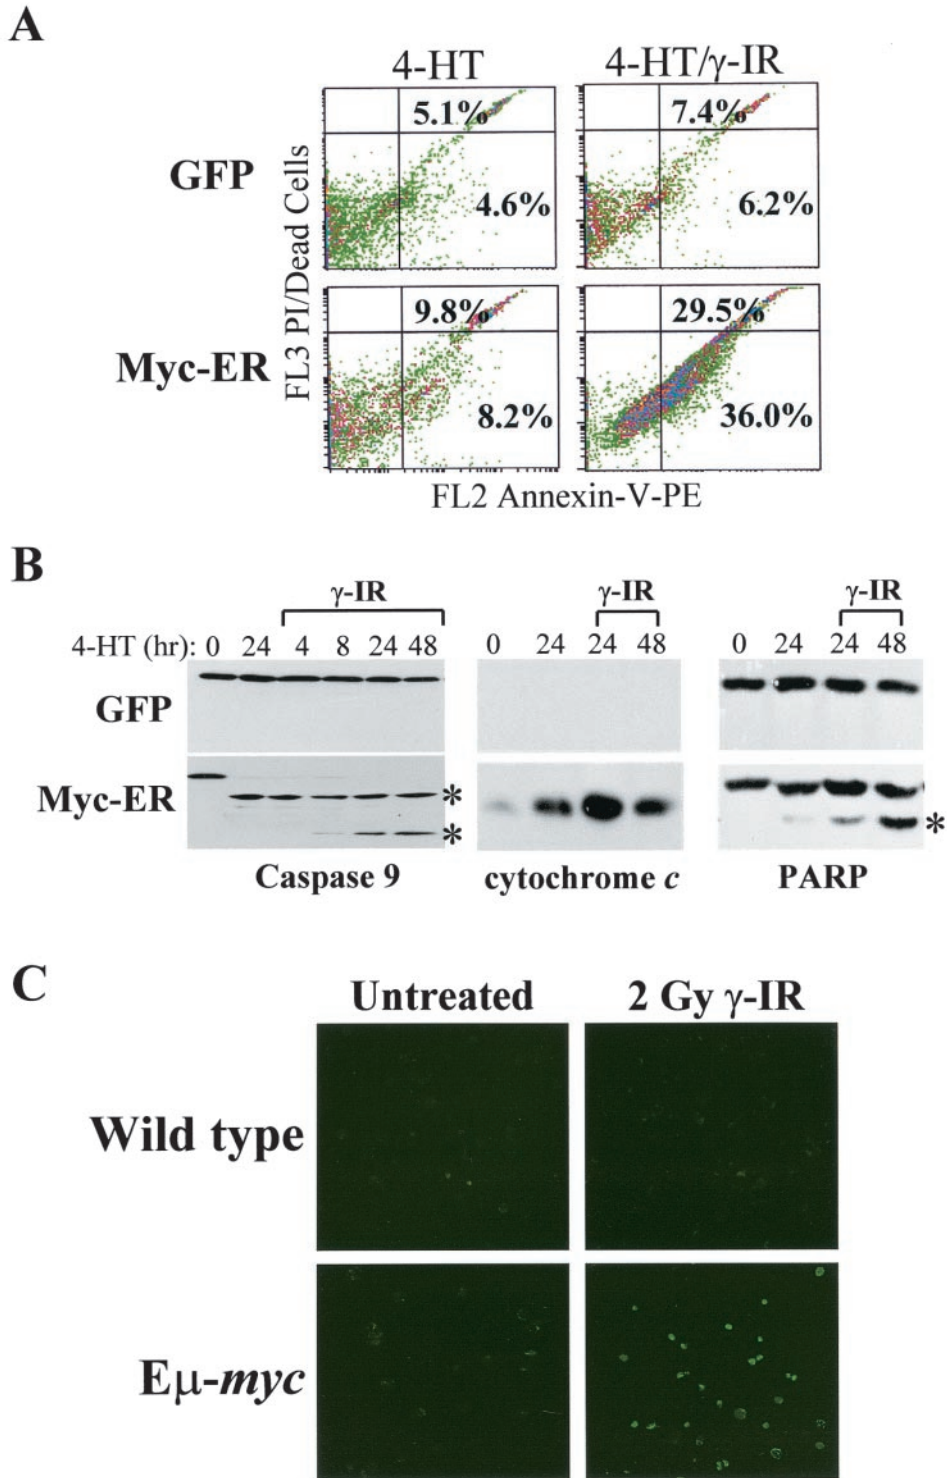 A
4-HT 4-HT/γ-IR
GFP
5.1% 7.4%
4.6% 6.2%
Myc-ER
9.8% 29.5%
8.2% 36.0%
FL3 PI/Dead Cells
FL2 Annexin-V-PE
B
γ-IR γ-IR γ-IR
4-HT (hr): 0 24 4 8 24 48 0 24 24 48 0 24 24 48
GFP
Myc-ER * * *
Caspase 9 cytochrome c PARP
C
Untreated 2 Gy γ-IR
Wild type
Eμ-myc